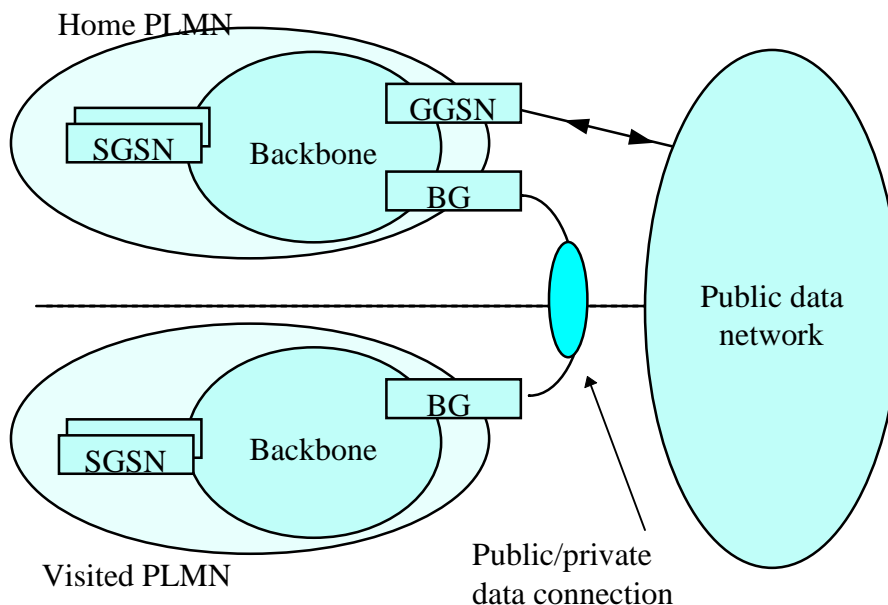 Home PLMN
GGSN
SGSN
Backbone
BG
Public data
network
BG
SGSN
Backbone
Public/private
data connection
Visited PLMN